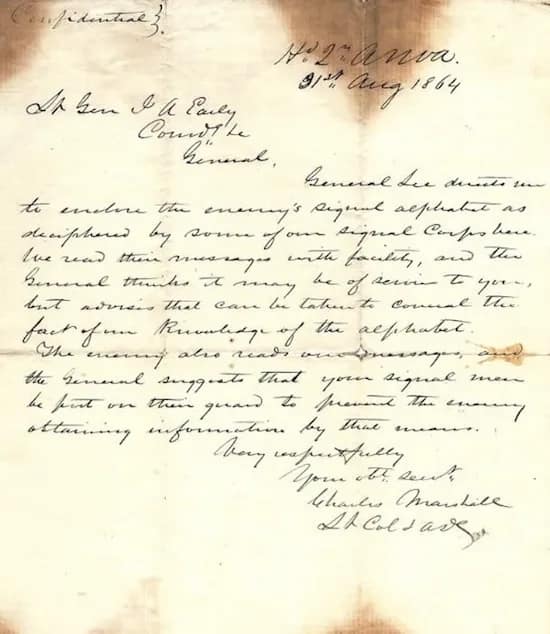 Confidential
Hd Qrs ANVa.
31st Aug 1864
Lt Gen J A Early
Comdg &c
General,
General Lee directs me
to enclose the enemy's signal alphabet as
deciphered by some of our signal Corps here.
We read their messages with facility, and the
General thinks it may be of service to you,
but advises that care be taken to conceal the
fact of our Knowledge of the alphabet.
The enemy also reads our messages, and
the General suggests that your signal men
be put on their guard to prevent the enemy
obtaining information by that means.
Very respectfully
Your obt. servt.
Charles Marshall
Lt Col & ADC